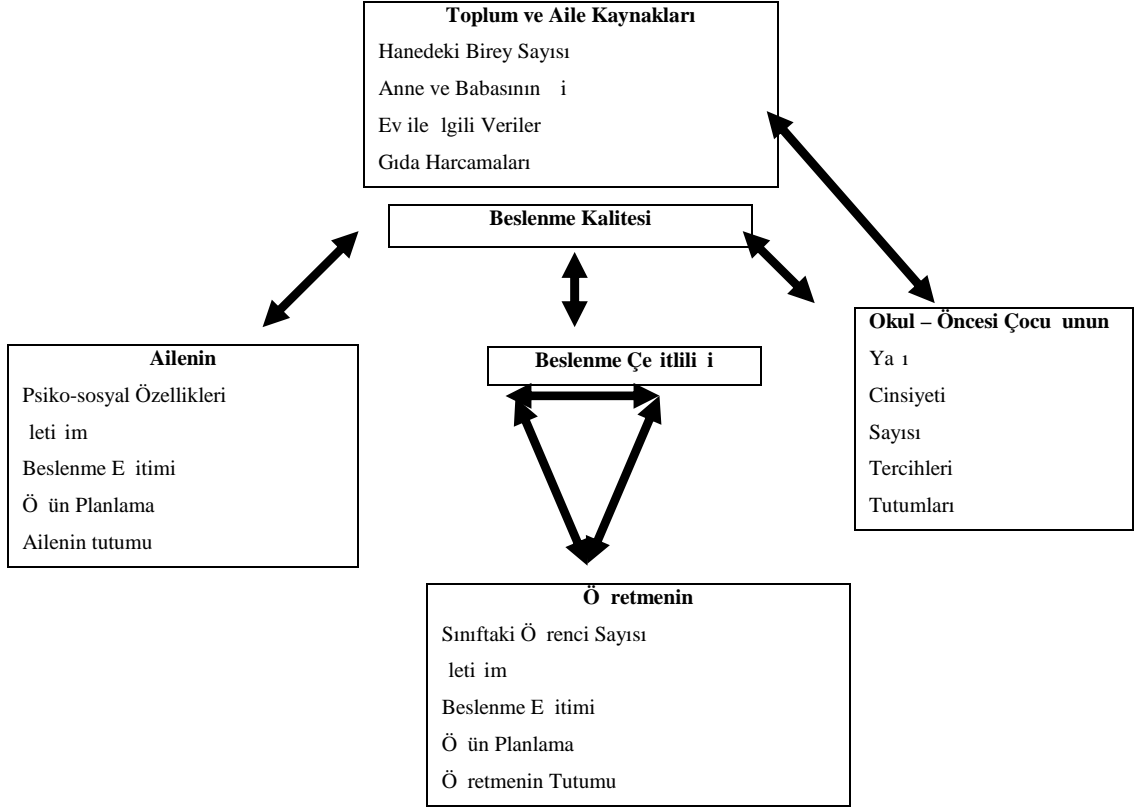 Toplum ve Aile Kaynakları
Hanedeki Birey Sayısı
Anne ve Babasının i
Ev ile lgili Veriler
Gıda Harcamaları
Beslenme Kalitesi
Ailenin
Psiko-sosyal Özellikleri
leti im
Beslenme E itimi
Ö ün Planlama
Ailenin tutumu
Beslenme Çe itlili i
Okul – Öncesi Çocu unun
Ya ı
Cinsiyeti
Sayısı
Tercihleri
Tutumları
Ö retmenin
Sınıftaki Ö renci Sayısı
leti im
Beslenme E itimi
Ö ün Planlama
Ö retmenin Tutumu